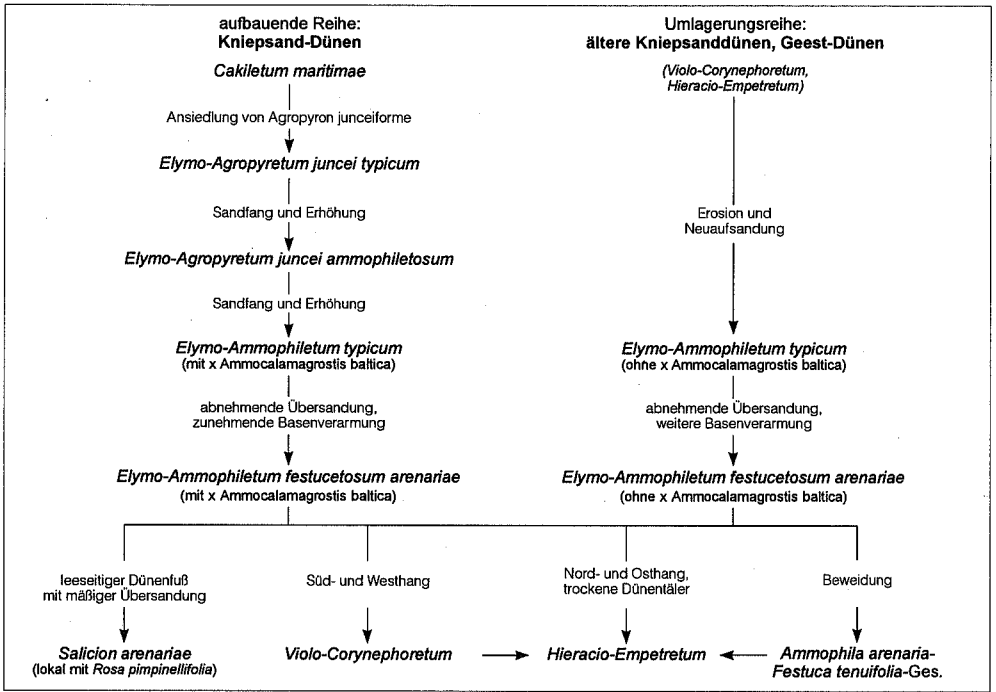 aufbauende Reihe:
Kniepsand-Dünen
Cakiletum maritimae
Ansiedlung von Agropyron junceiforme
Elymo-Agropyretum juncei typicum
Sandfang und Erhöhung
Elymo-Agropyretum juncei ammophiletosum
Sandfang und Erhöhung
Elymo-Ammophiletum typicum
(mit x Ammocalamagrostis baltica)
abnehmende Übersandung,
zunehmende Basenverarmung
Elymo-Ammophiletum festucetosum arenariae
(mit x Ammocalamagrostis baltica)
Umlagerungsreihe:
ältere Kniepsanddünen, Geest-Dünen
(Violo-Corynephoretum,
Hieracio-Empetretum)
Erosion und
Neuaufsandung
Elymo-Ammophiletum typicum
(ohne x Ammocalamagrostis baltica)
abnehmende Übersandung,
weitere Basenverarmung
Elymo-Ammophiletum festucetosum arenariae
(ohne x Ammocalamagrostis baltica)
leeseitiger Dünenfuß
mit mäßiger Übersandung
Süd- und Westhang
Nord- und Osthang,
trockene Dünentäler
Beweidung
Salicion arenariae
(lokal mit Rosa pimpinellifolia)
Violo-Corynephoretum
Hieracio-Empetretum
Ammophila arenaria-
Festuca tenuifolia-Ges.